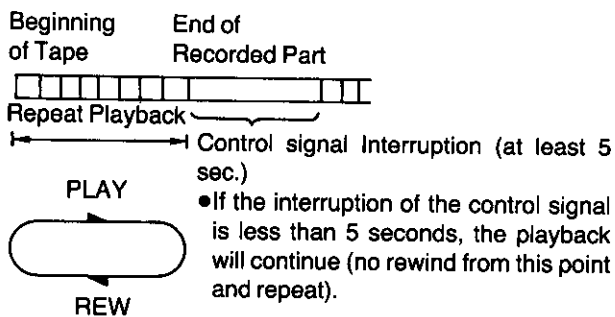 Beginning of Tape
End of Recorded Part
Repeat Playback
Control signal Interruption (at least 5
sec.)
●If the interruption of the control signal
is less than 5 seconds, the playback
will continue (no rewind from this point
and repeat).
PLAY
REW